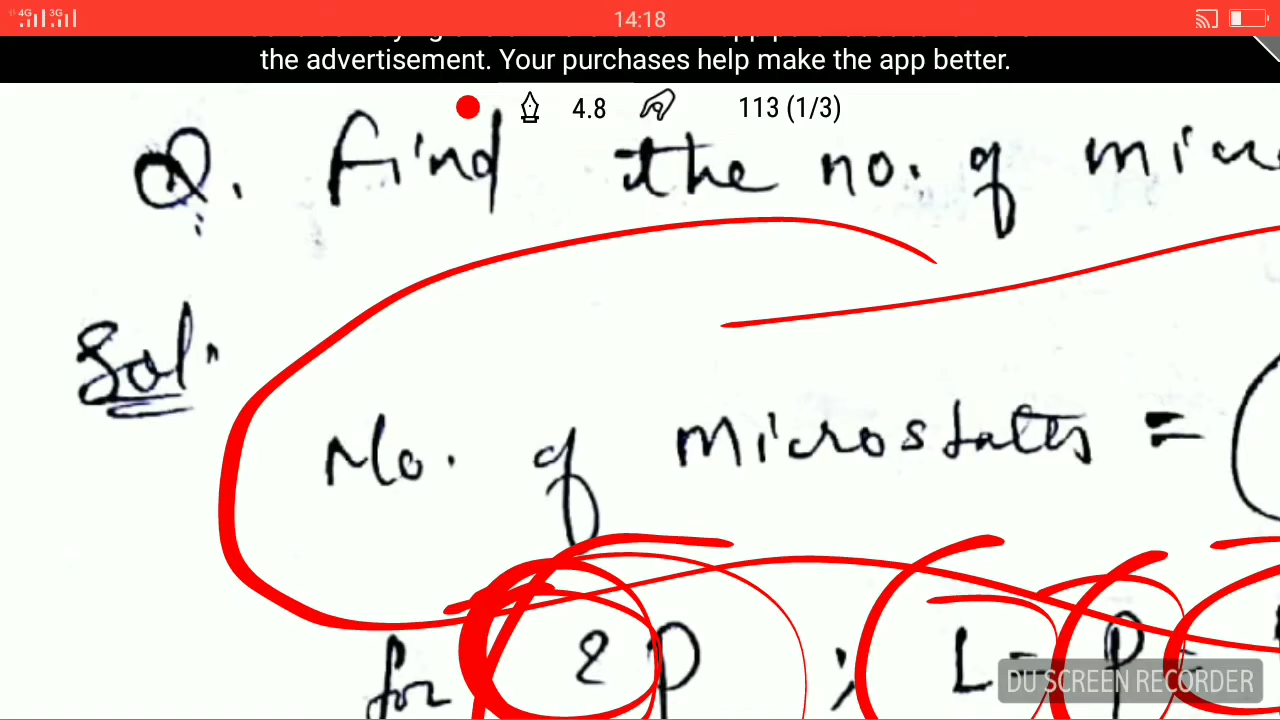 4G 3G 14:18
the advertisement. Your purchases help make the app better.
4.8 113 (1/3)
Q. Find the no. of
Sol.
No. of microstates = (
for 2 P ; L = P =
DU SCREEN RECORDER